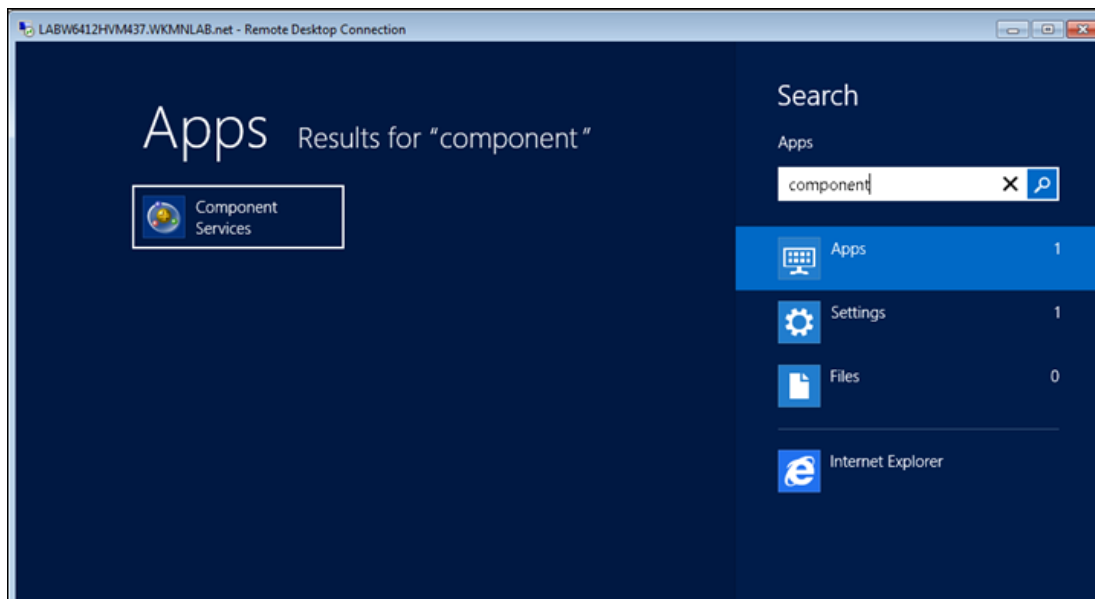 LABW6412HVM437.WKMNLAB.net - Remote Desktop Connection
Apps Results for “component”
Component
Services
Search
Apps
component
Apps 1
Settings 1
Files 0
Internet Explorer